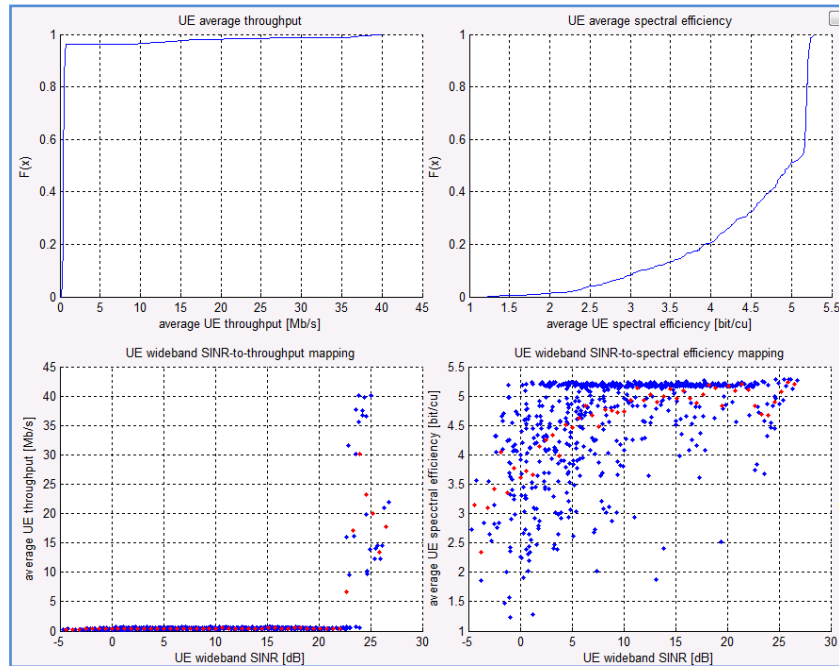 UE average throughput
1
0.8
0.6
0.4
0.2
0
F(x)
0 5 10 15 20 25 30 35 40 45
average UE throughput [Mb/s]
UE average spectral efficiency
1
0.8
0.6
0.4
0.2
0
F(x)
1 1.5 2 2.5 3 3.5 4 4.5 5 5.5
average UE spectral efficiency [bit/cu]
UE wideband SINR-to-throughput mapping
45
40
35
30
25
20
15
10
5
0
average UE throughput [Mb/s]
-5 0 5 10 15 20 25 30
UE wideband SINR [dB]
UE wideband SINR-to-spectral efficiency mapping
5.5
5
4.5
4
3.5
3
2.5
2
1.5
1
average UE specctral efficiency [bit/cu]
-5 0 5 10 15 20 25 30
UE wideband SINR [dB]